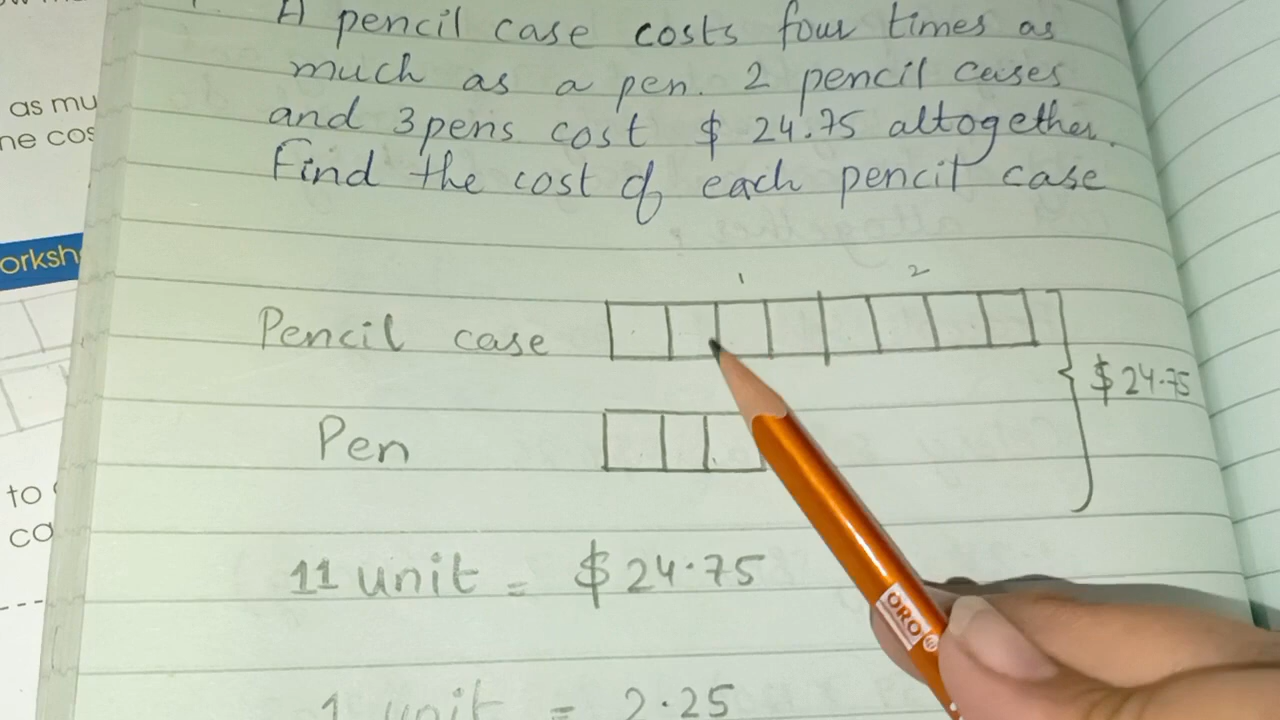 A pencil case costs four times as
much as a pen. 2 pencil cases
and 3 pens cost $ 24.75 altogether.
Find the cost of each pencil case
as mu
ne cos
orksh
1 2
Pencil case
$ 24.75
Pen
to
co
11 unit = $ 24.75
ORO
1 unit = 2.25